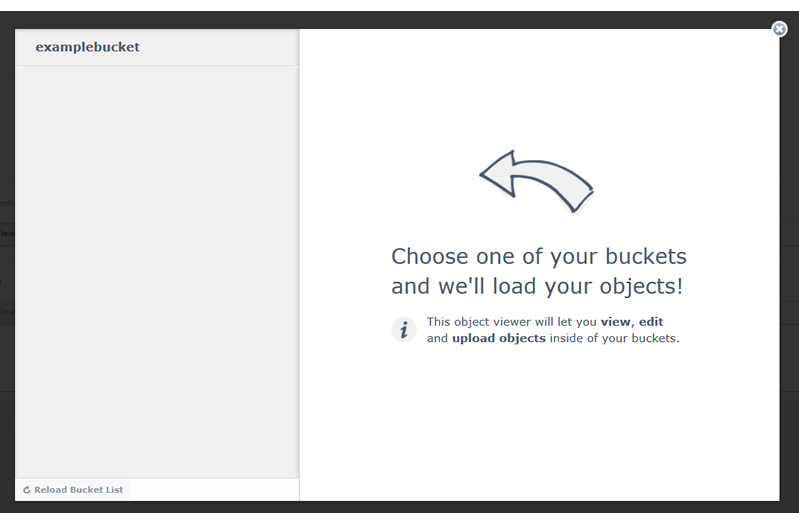 examplebucket
Choose one of your buckets
and we'll load your objects!
i
This object viewer will let you view, edit
and upload objects inside of your buckets.
Reload Bucket List